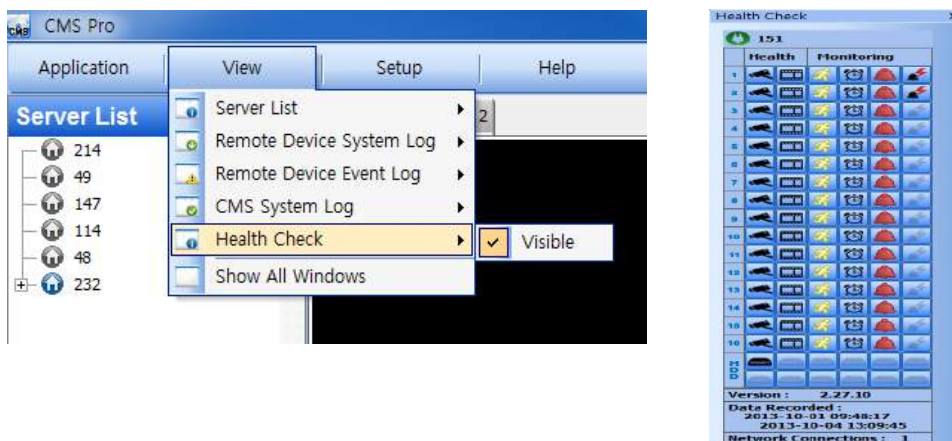 CMS Pro
Application View Setup Help
Server List
214
49
147
114
48
232
Server List
Remote Device System Log
Remote Device Event Log
CMS System Log
Health Check
Show All Windows
Visible
2
Health Check
151
Health Monitoring
1
2
3
4
5
6
7
8
9
10
11
12
13
14
15
16
HDD
Version : 2.27.10
Data Recorded :
2013-10-01 09:48:17
2013-10-04 13:09:45
Network Connections : 1